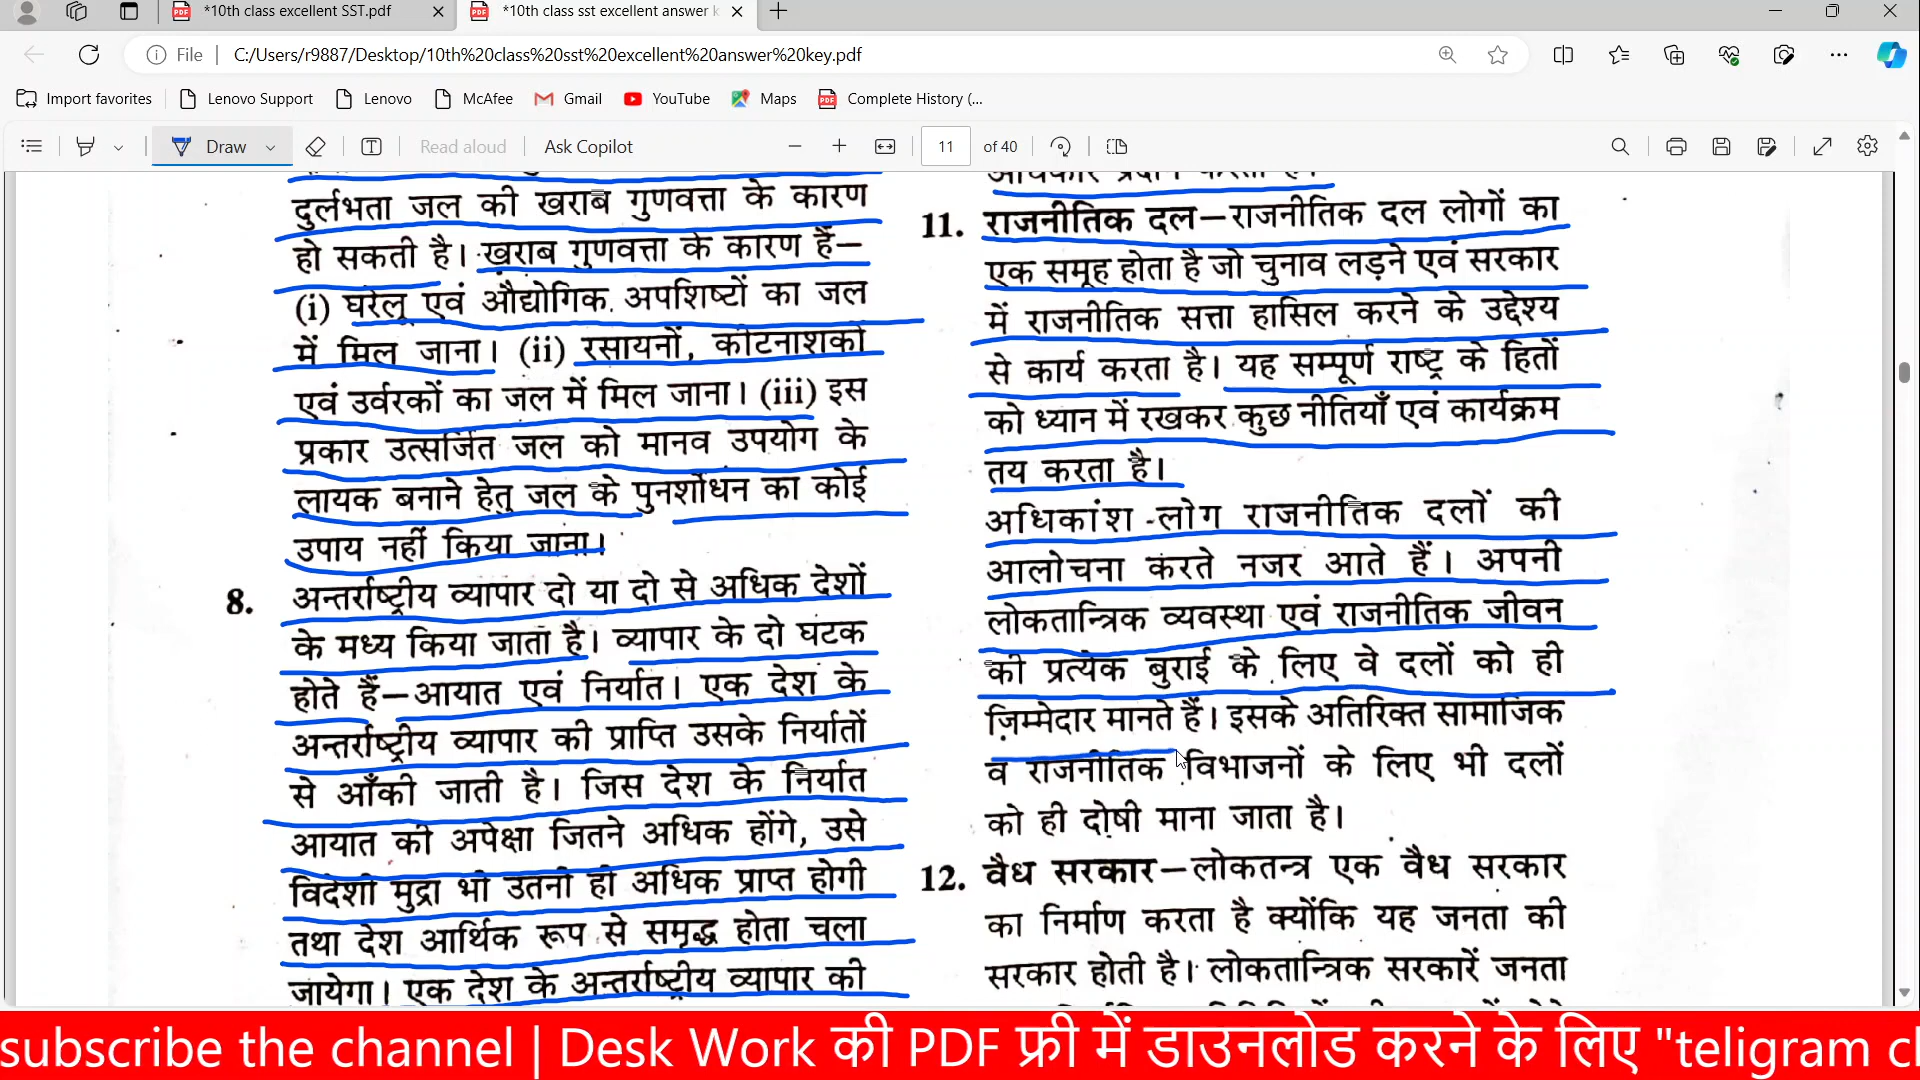 *10th class excellent SST.pdf
*10th class sst excellent answer k
File
C:/Users/r9887/Desktop/10th%20class%20sst%20excellent%20answer%20key.pdf
Import favorites
Lenovo Support
Lenovo
McAfee
Gmail
YouTube
Maps
Complete History (...
Draw
Read aloud
Ask Copilot
11 of 40
दुर्लभता जल की खराब गुणवत्ता के कारण
हो सकती है। खराब गुणवत्ता के कारण हैं–
(i) घरेलू एवं औद्योगिक अपशिष्टों का जल
में मिल जाना। (ii) रसायनों, कीटनाशकों
एवं उर्वरकों का जल में मिल जाना। (iii) इस
प्रकार उत्सर्जित जल को मानव उपयोग के
लायक बनाने हेतु जल के पुनर्शोधन का कोई
उपाय नहीं किया जाना।
8. अन्तर्राष्ट्रीय व्यापार दो या दो से अधिक देशों
के मध्य किया जाता है। व्यापार के दो घटक
होते हैं–आयात एवं निर्यात। एक देश के
अन्तर्राष्ट्रीय व्यापार की प्राप्ति उसके निर्यातों
से आँकी जाती है। जिस देश के निर्यात
आयात की अपेक्षा जितने अधिक होंगे, उसे
विदेशी मुद्रा भी उतनी ही अधिक प्राप्त होगी
तथा देश आर्थिक रूप से समृद्ध होता चला
जायेगा। एक देश के अन्तर्राष्ट्रीय व्यापार की
11. राजनीतिक दल–राजनीतिक दल लोगों का
एक समूह होता है जो चुनाव लड़ने एवं सरकार
में राजनीतिक सत्ता हासिल करने के उद्देश्य
से कार्य करता है। यह सम्पूर्ण राष्ट्र के हितों
को ध्यान में रखकर कुछ नीतियाँ एवं कार्यक्रम
तय करता है।
अधिकांश लोग राजनीतिक दलों की
आलोचना करते नजर आते हैं। अपनी
लोकतान्त्रिक व्यवस्था एवं राजनीतिक जीवन
की प्रत्येक बुराई के लिए वे दलों को ही
ज़िम्मेदार मानते हैं। इसके अतिरिक्त सामाजिक
व राजनीतिक विभाजनों के लिए भी दलों
को ही दोषी माना जाता है।
12. वैध सरकार–लोकतन्त्र एक वैध सरकार
का निर्माण करता है क्योंकि यह जनता की
सरकार होती है। लोकतान्त्रिक सरकारें जनता
subscribe the channel | Desk Work की PDF फ्री में डाउनलोड करने के लिए "teligram cl